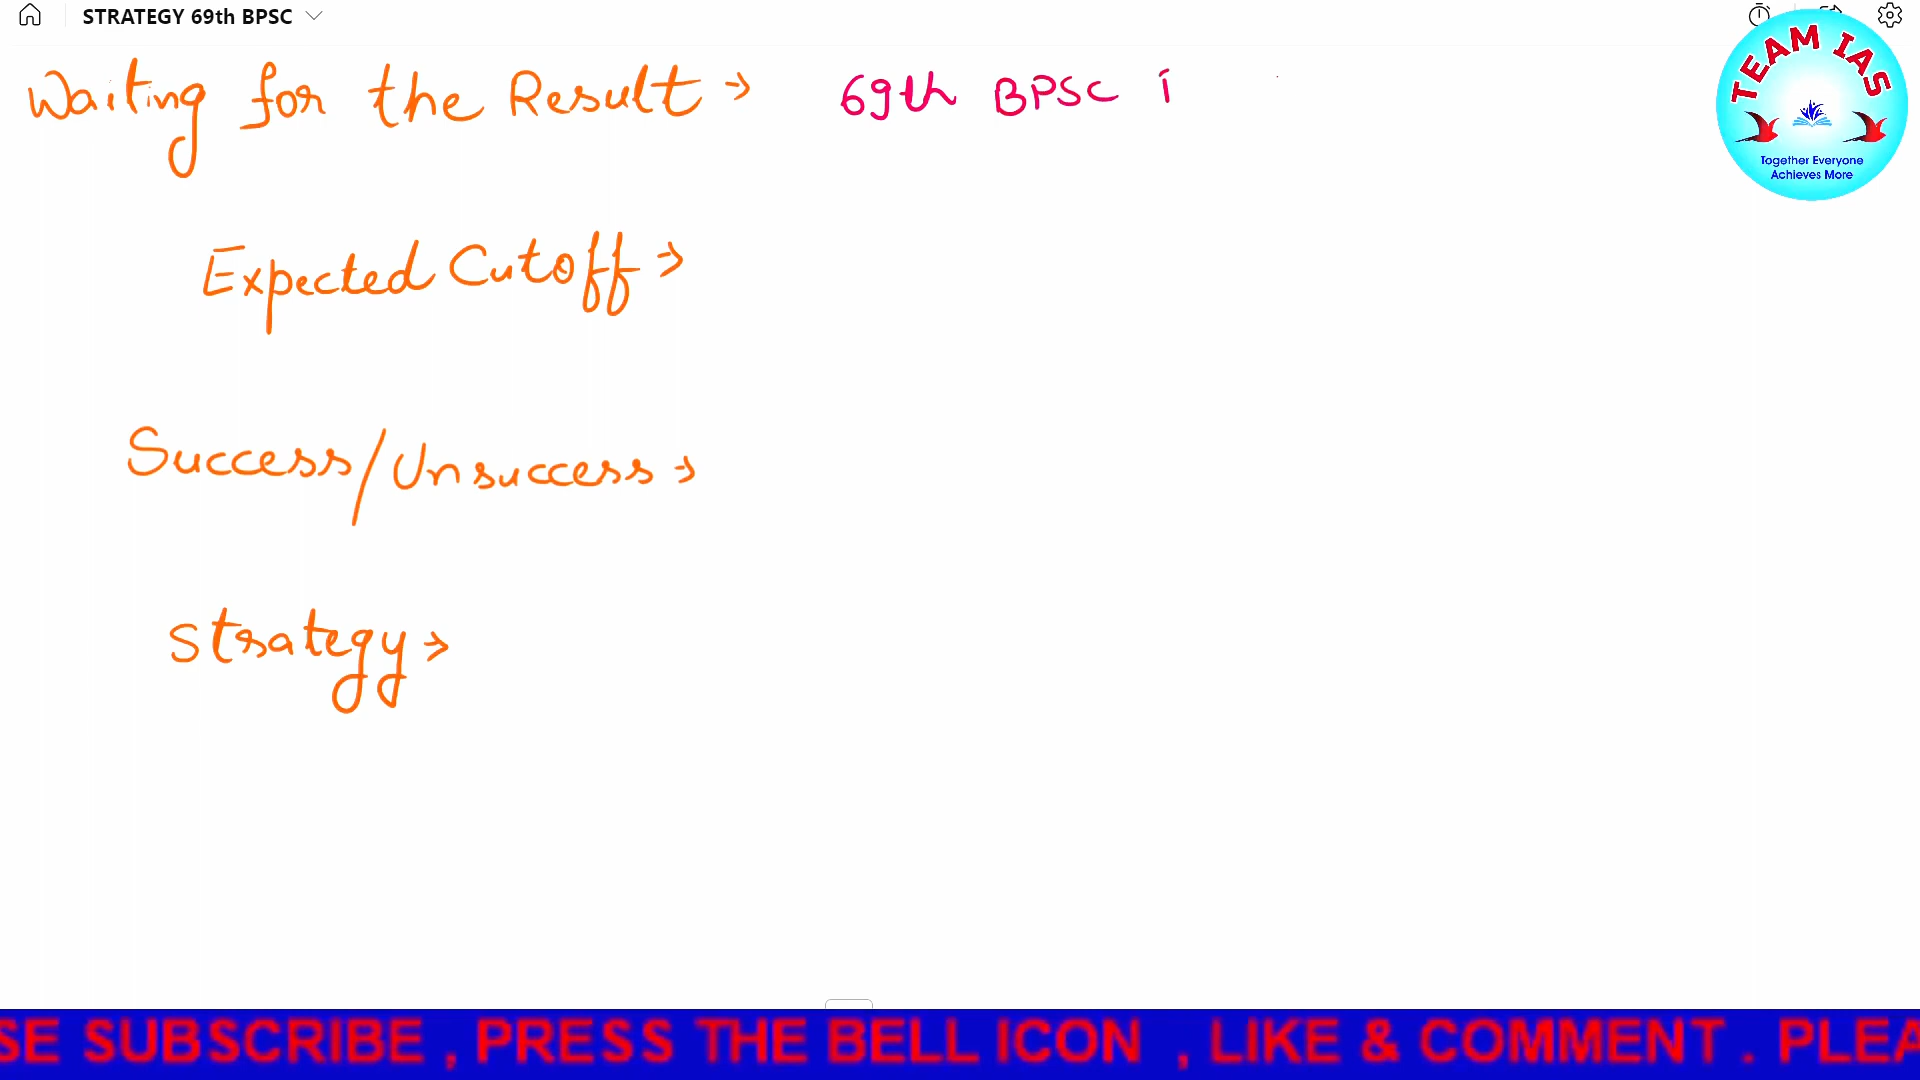 STRATEGY 69th BPSC
Waiting for the Result → 69th BPSC i
TEAM IAS
Together Everyone
Achieves More
Expected Cutoff →
Success/Unsuccess →
Strategy →
SE SUBSCRIBE , PRESS THE BELL ICON , LIKE & COMMENT . PLEA